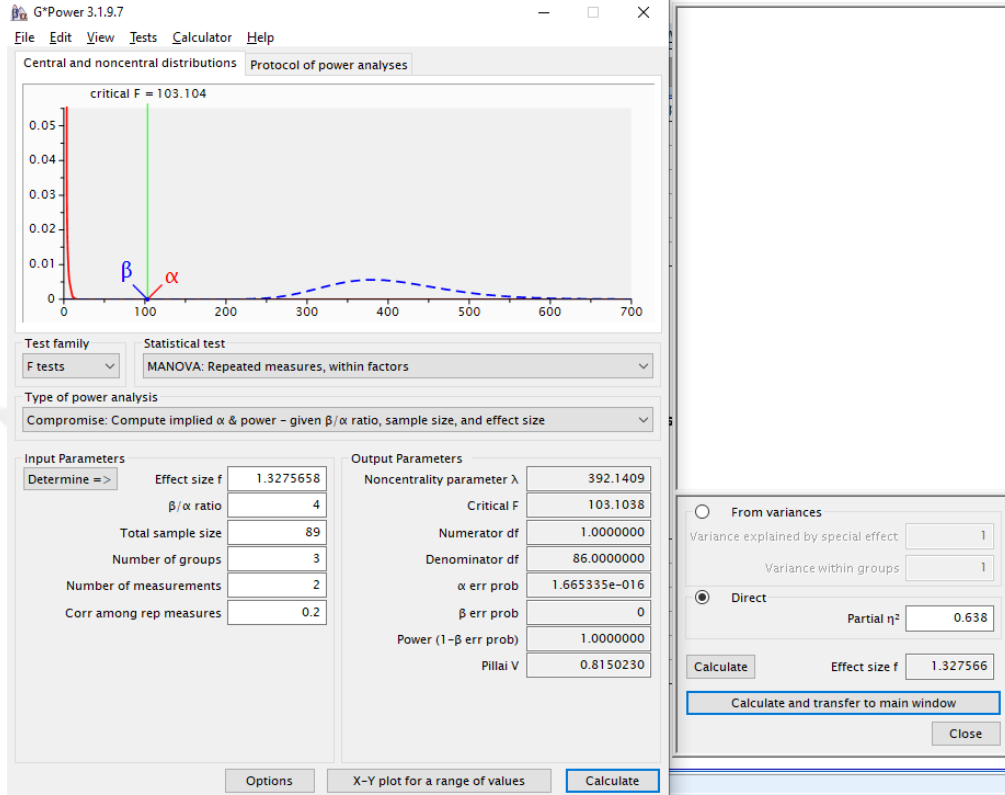 G*Power 3.1.9.7
File Edit View Tests Calculator Help
Central and noncentral distributions Protocol of power analyses
critical F = 103.104
0.05
0.04
0.03
0.02
0.01
0
β α
0 100 200 300 400 500 600 700
Test family Statistical test
F tests MANOVA: Repeated measures, within factors
Type of power analysis
Compromise: Compute implied α & power - given β/α ratio, sample size, and effect size
Input Parameters Output Parameters
Determine => Effect size f 1.3275658 Noncentrality parameter λ 392.1409
β/α ratio 4 Critical F 103.1038
Total sample size 89 Numerator df 1.0000000
Number of groups 3 Denominator df 86.0000000
Number of measurements 2 α err prob 1.665335e-016
Corr among rep measures 0.2 β err prob 0
Power (1-β err prob) 1.0000000
Pillai V 0.8150230
Options X-Y plot for a range of values Calculate
From variances
Variance explained by special effect 1
Variance within groups 1
Direct
Partial η² 0.638
Calculate Effect size f 1.327566
Calculate and transfer to main window
Close